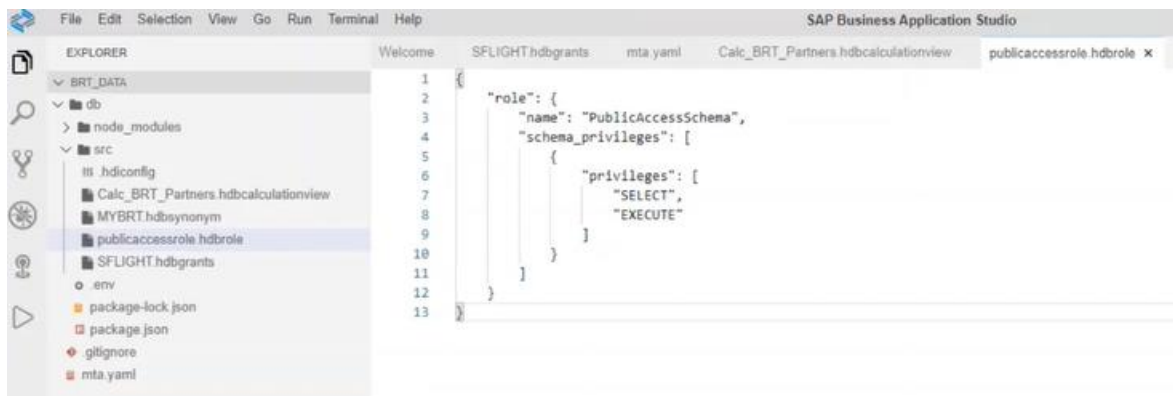 File Edit Selection View Go Run Terminal Help
SAP Business Application Studio
EXPLORER
BRT_DATA
db
node_modules
src
.hdiconfig
Calc_BRT_Partners.hdbcalculationview
MYBRT.hdbsynonym
publicaccessrole.hdbrole
SFLIGHT.hdbgrants
.env
package-lock.json
package.json
.gitignore
mta.yaml
Welcome SFLIGHT.hdbgrants mta.yaml Calc_BRT_Partners.hdbcalculationview publicaccessrole.hdbrole ×
1 {
2 "role": {
3 "name": "PublicAccessSchema",
4 "schema_privileges": [
5 {
6 "privileges": [
7 "SELECT",
8 "EXECUTE"
9 ]
10 }
11 ]
12 }
13 }